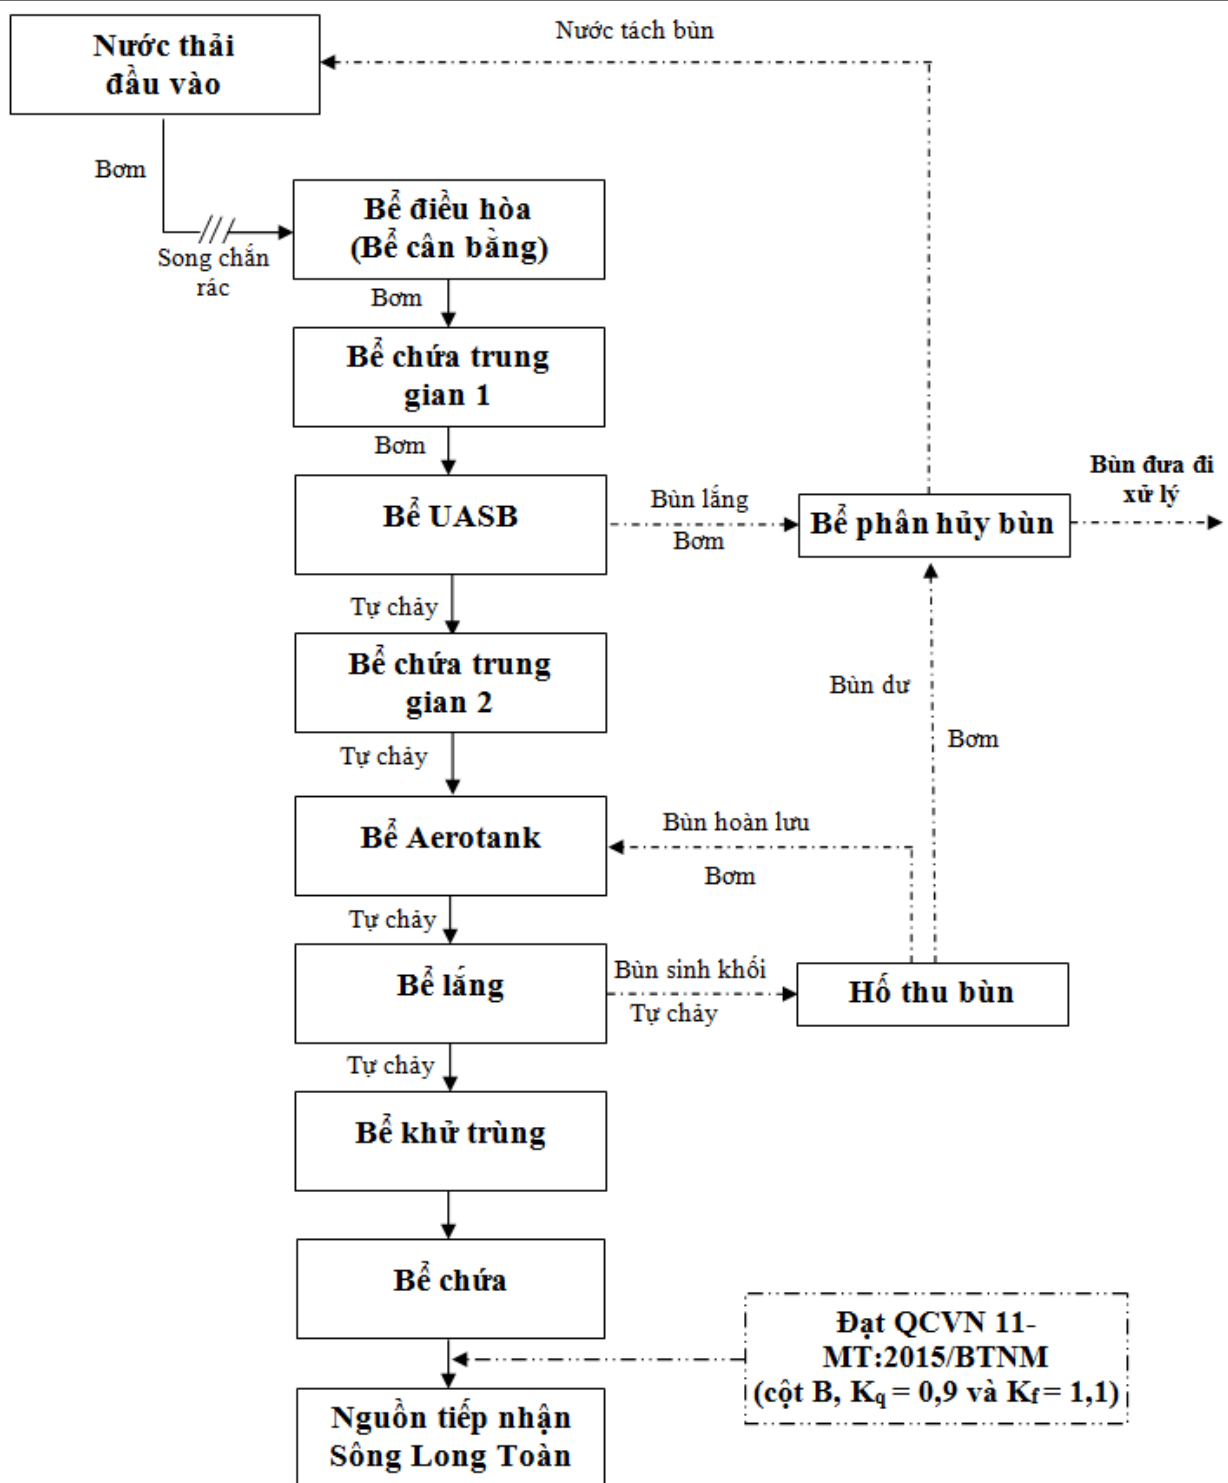 Nước tách bùn
Nước thải
đầu vào
Bơm
Song chắn
rác
Bể điều hòa
(Bể cân bằng)
Bơm
Bể chứa trung
gian 1
Bơm
Bể UASB
Bùn lắng
Bơm
Bể phân hủy bùn
Bùn đưa đi
xử lý
Tự chảy
Bể chứa trung
gian 2
Bùn dư
Bơm
Tự chảy
Bể Aerotank
Bùn hoàn lưu
Bơm
Tự chảy
Bể lắng
Bùn sinh khối
Tự chảy
Hố thu bùn
Tự chảy
Bể khử trùng
Bể chứa
Đạt QCVN 11-
MT:2015/BTNM
(cột B, Kq = 0,9 và Kf = 1,1)
Nguồn tiếp nhận
Sông Long Toàn